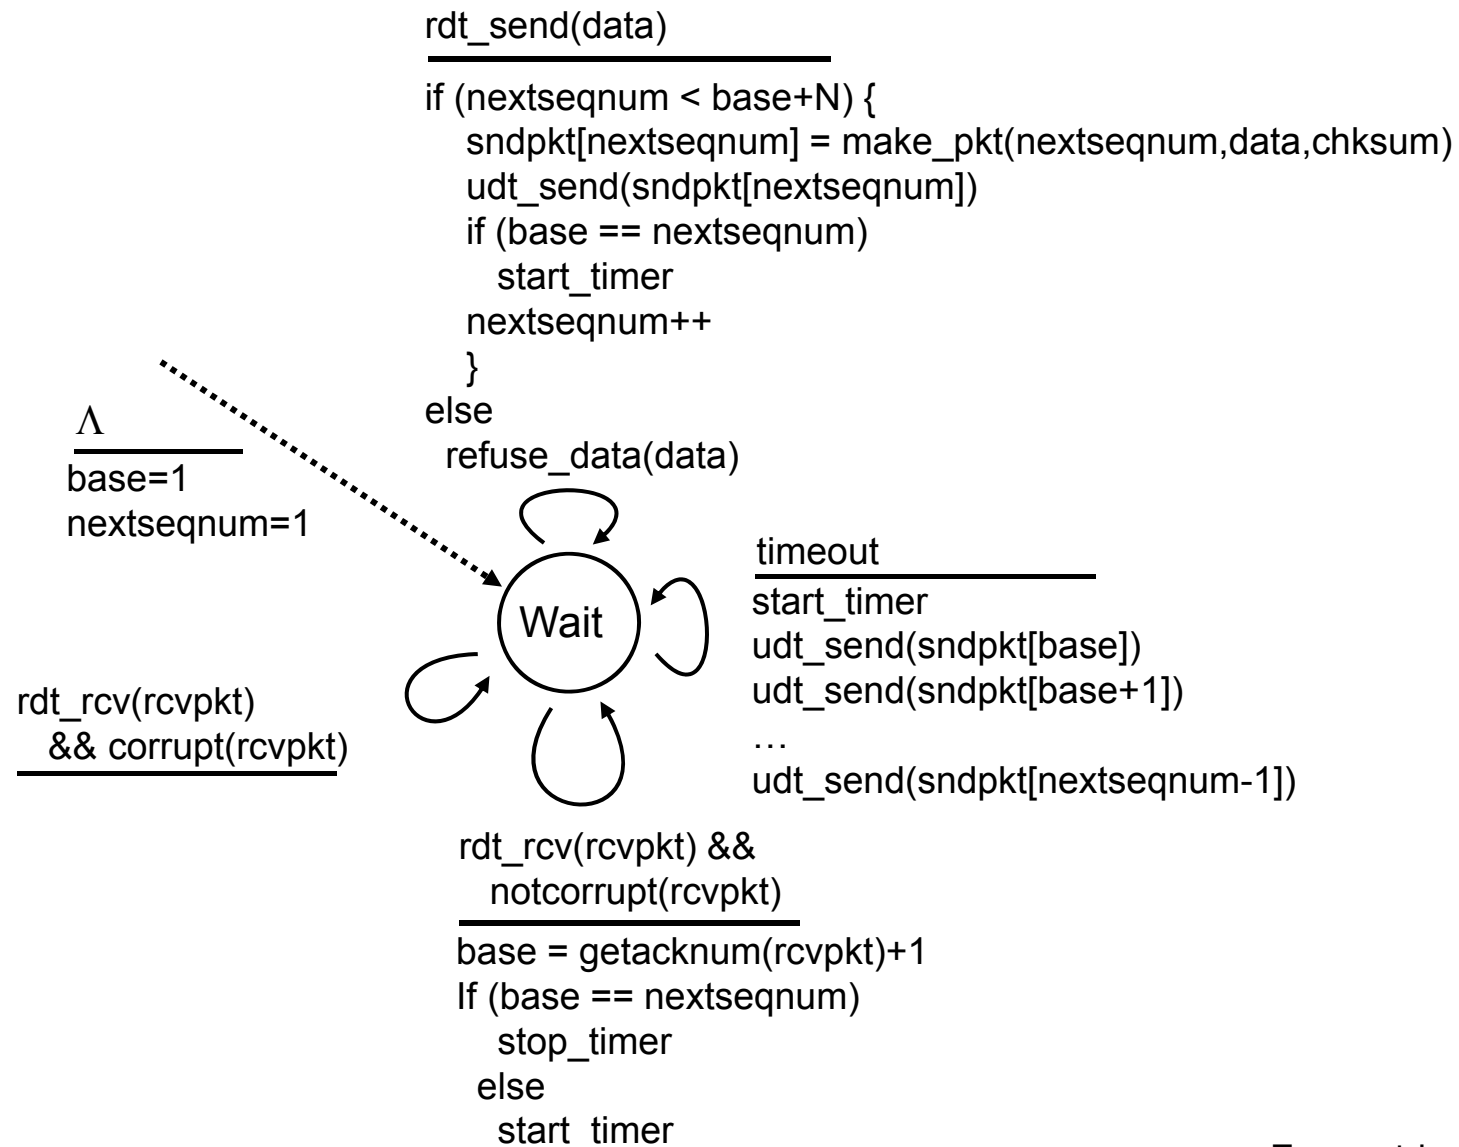 rdt_send(data)
if (nextseqnum < base+N) {
sndpkt[nextseqnum] = make_pkt(nextseqnum,data,chksum)
udt_send(sndpkt[nextseqnum])
if (base == nextseqnum)
start_timer
nextseqnum++
}
else
refuse_data(data)
Λ
base=1
nextseqnum=1
Wait
timeout
start_timer
udt_send(sndpkt[base])
udt_send(sndpkt[base+1])
…
udt_send(sndpkt[nextseqnum-1])
rdt_rcv(rcvpkt)
&& corrupt(rcvpkt)
rdt_rcv(rcvpkt) &&
notcorrupt(rcvpkt)
base = getacknum(rcvpkt)+1
If (base == nextseqnum)
stop_timer
else
start_timer